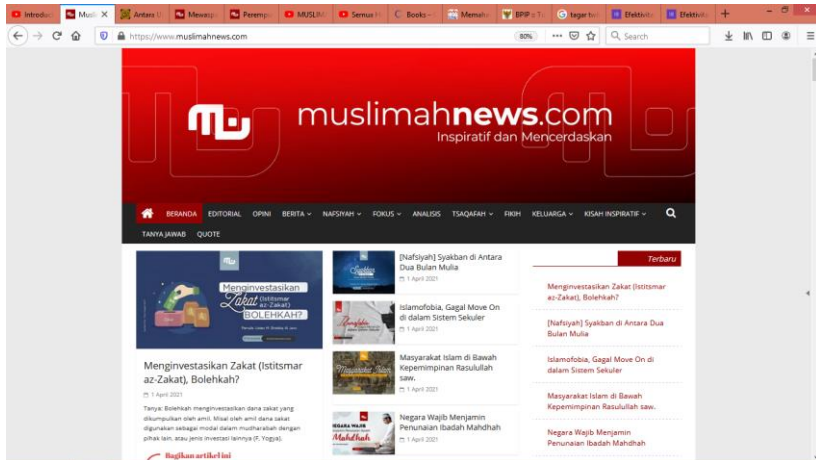 Introduc
Musli
Antara U
Mewasp
Perempu
MUSLIM
Semua H
Books
Memaha
BPIP
tegar
Efektivita
Efektivita
https://www.muslimahnews.com
80%
Search
muslimahnews.com
Inspiratif dan Mencerdaskan
BERANDA EDITORIAL OPINI BERITA NAFSIYAH FOKUS ANALISIS TSAQAFAH FIKIH KELUARGA KISAH INSPIRATIF
TANYA JAWAB QUOTE
Menginvestasikan
Zakat (Istitsmar
az-Zakat)
BOLEHKAH?
Menginvestasikan Zakat (Istitsmar
az-Zakat), Bolehkah?
1 April 2021
Tanya: Bolehkah menginvestasikan dana zakat yang
dikumpulkan oleh amil. Misal oleh amil dana zakat
digunakan sebagai modal dalam mudharabah dengan
pihak lain, atau jenis investasi lainnya (F, Yogya).
Bagikan artikel ini
[Nafsiyah] Syakban di Antara
Dua Bulan Mulia
1 April 2021
Islamofobia, Gagal Move On
di dalam Sistem Sekuler
1 April 2021
Masyarakat Islam
Masyarakat Islam di Bawah
Kepemimpinan Rasulullah
saw.
1 April 2021
NEGARA WAJIB
Mahdhah
Negara Wajib Menjamin
Penunaian Ibadah Mahdhah
1 April 2021
Terbaru
Menginvestasikan Zakat (Istitsmar
az-Zakat), Bolehkah?
[Nafsiyah] Syakban di Antara Dua
Bulan Mulia
Islamofobia, Gagal Move On di
dalam Sistem Sekuler
Masyarakat Islam di Bawah
Kepemimpinan Rasulullah saw.
Negara Wajib Menjamin
Penunaian Ibadah Mahdhah